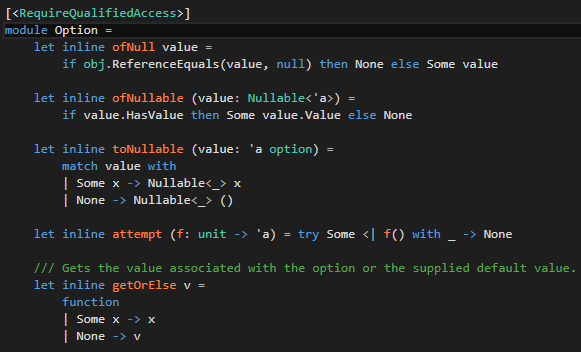 [<RequireQualifiedAccess>]
module Option =
    let inline ofNull value =
        if obj.ReferenceEquals(value, null) then None else Some value
    let inline ofNullable (value: Nullable<'a>) =
        if value.HasValue then Some value.Value else None
    let inline toNullable (value: 'a option) =
        match value with
        | Some x -> Nullable<_> x
        | None -> Nullable<_> ()
    let inline attempt (f: unit -> 'a) = try Some <| f() with _ -> None
    /// Gets the value associated with the option or the supplied default value.
    let inline getOrElse v =
        function
        | Some x -> x
        | None -> v